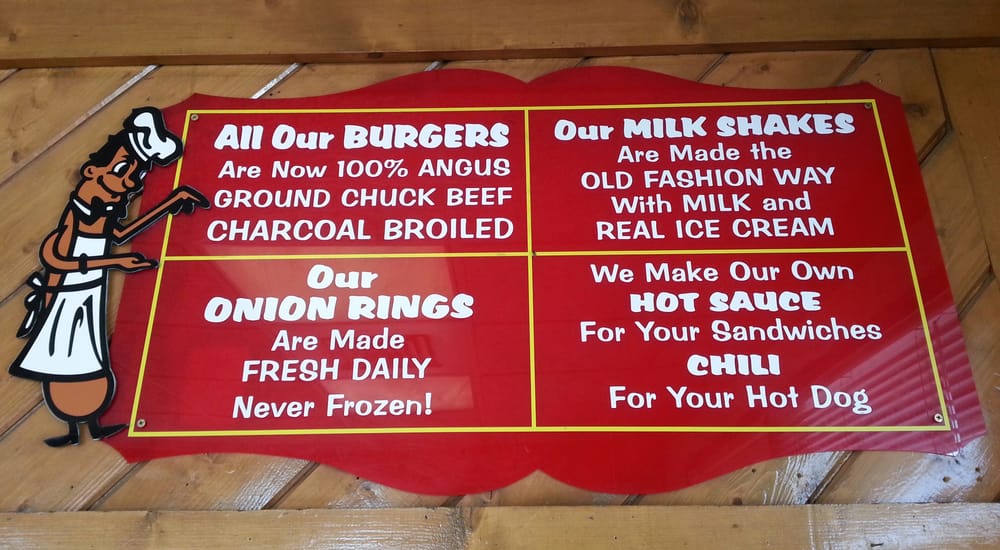 All Our BURGERS
Are Now 100% ANGUS
GROUND CHUCK BEEF
CHARCOAL BROILED
Our MILK SHAKES
Are Made the
OLD FASHION WAY
With MILK and
REAL ICE CREAM
Our
ONION RINGS
Are Made
FRESH DAILY
Never Frozen!
We Make Our Own
HOT SAUCE
For Your Sandwiches
CHILI
For Your Hot Dog